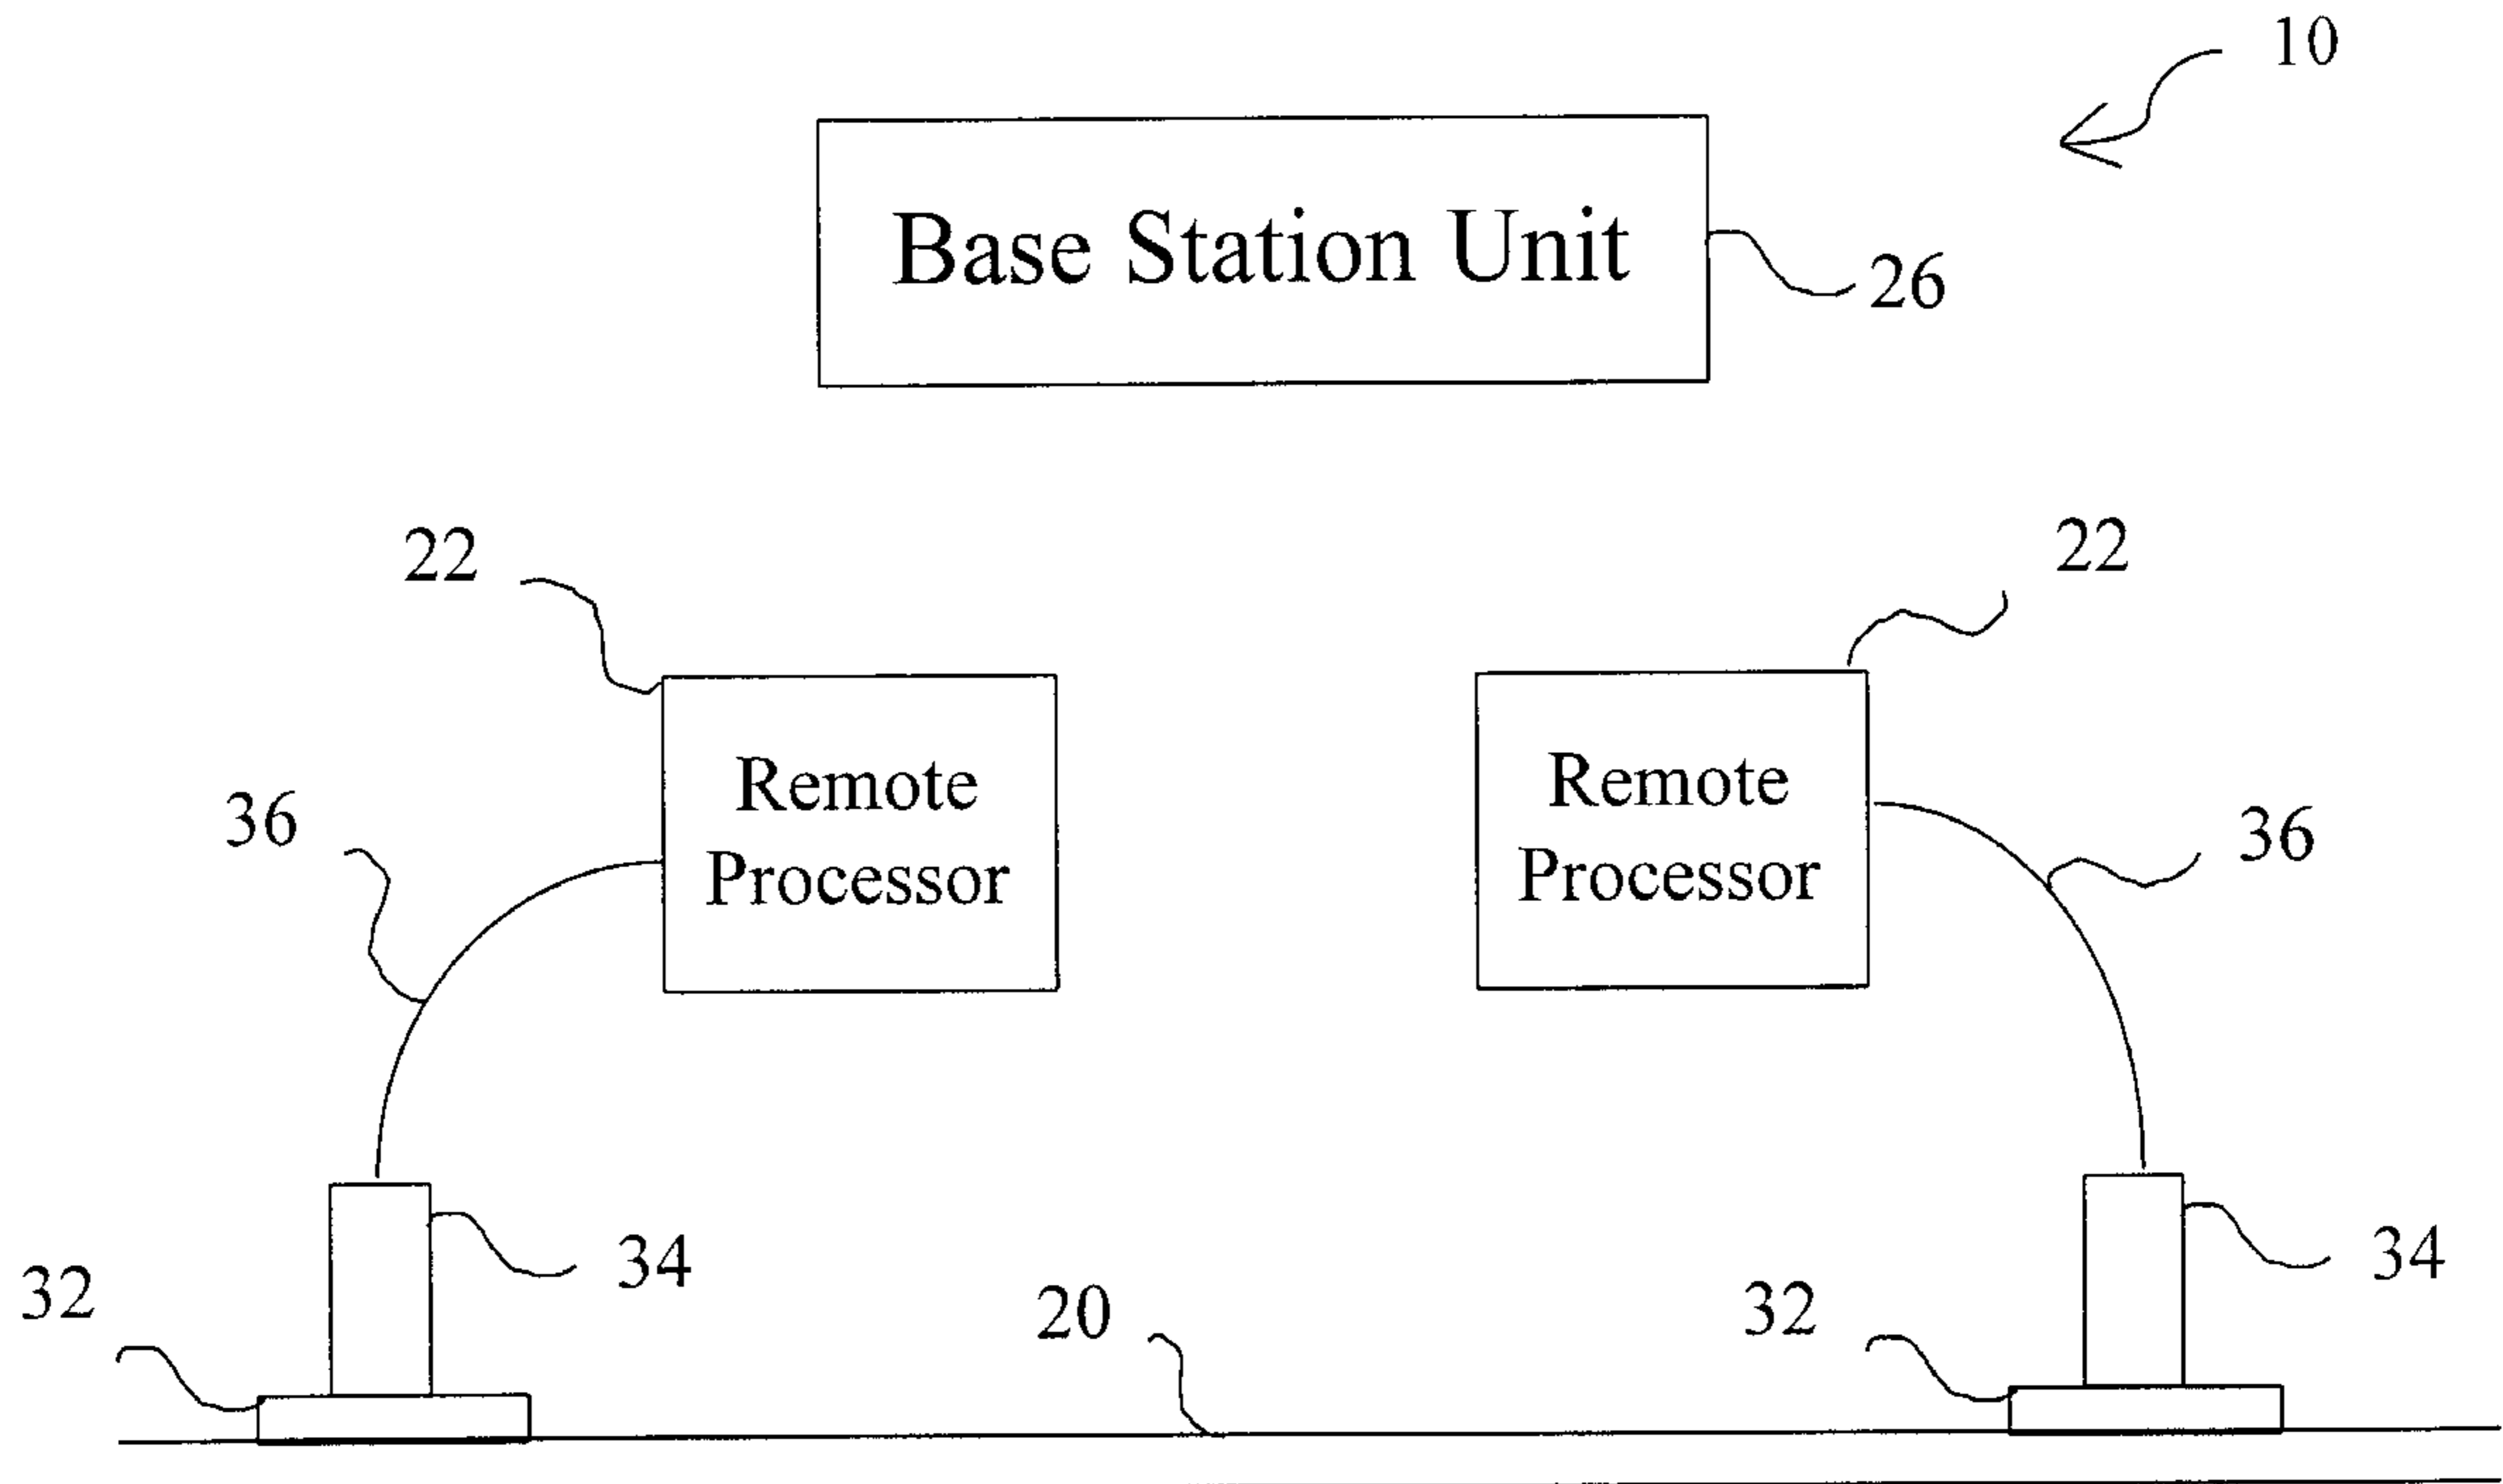 10
Base Station Unit
26
22
22
Remote
Processor
Remote
Processor
36
36
34
34
32
20
32